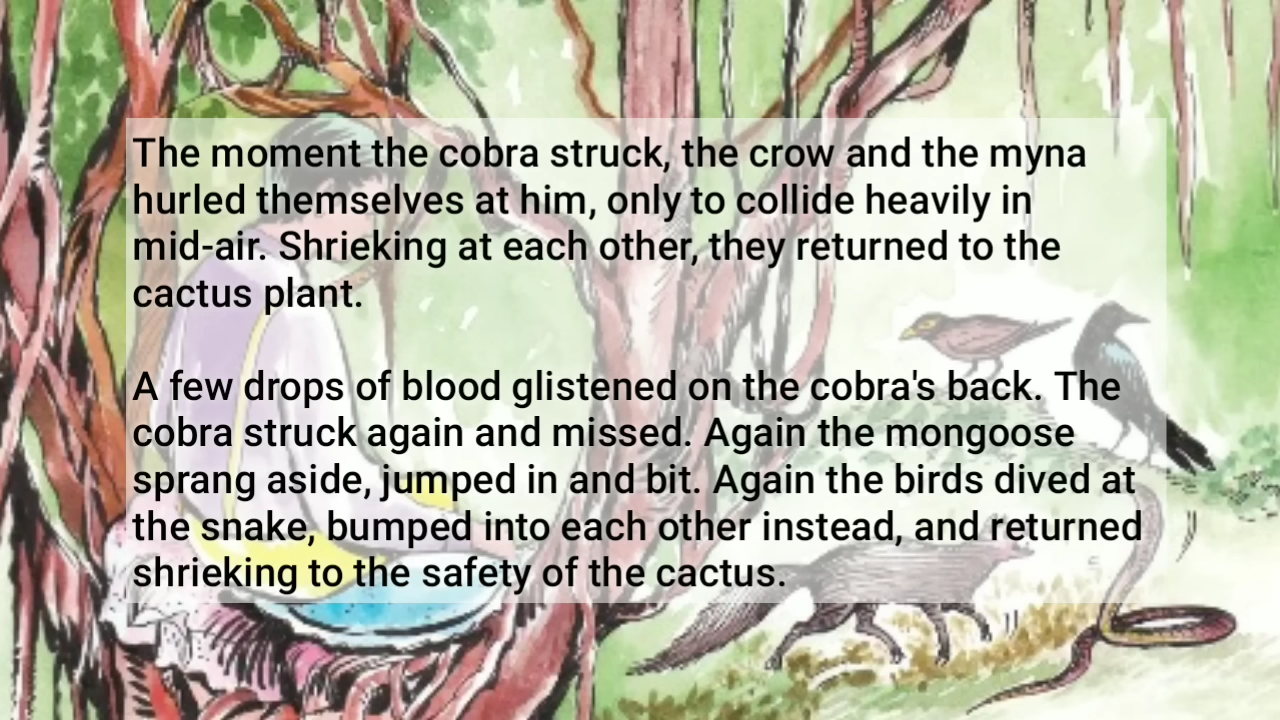 The moment the cobra struck, the crow and the myna
hurled themselves at him, only to collide heavily in
mid-air. Shrieking at each other, they returned to the
cactus plant.
A few drops of blood glistened on the cobra's back. The
cobra struck again and missed. Again the mongoose
sprang aside, jumped in and bit. Again the birds dived at
the snake, bumped into each other instead, and returned
shrieking to the safety of the cactus.